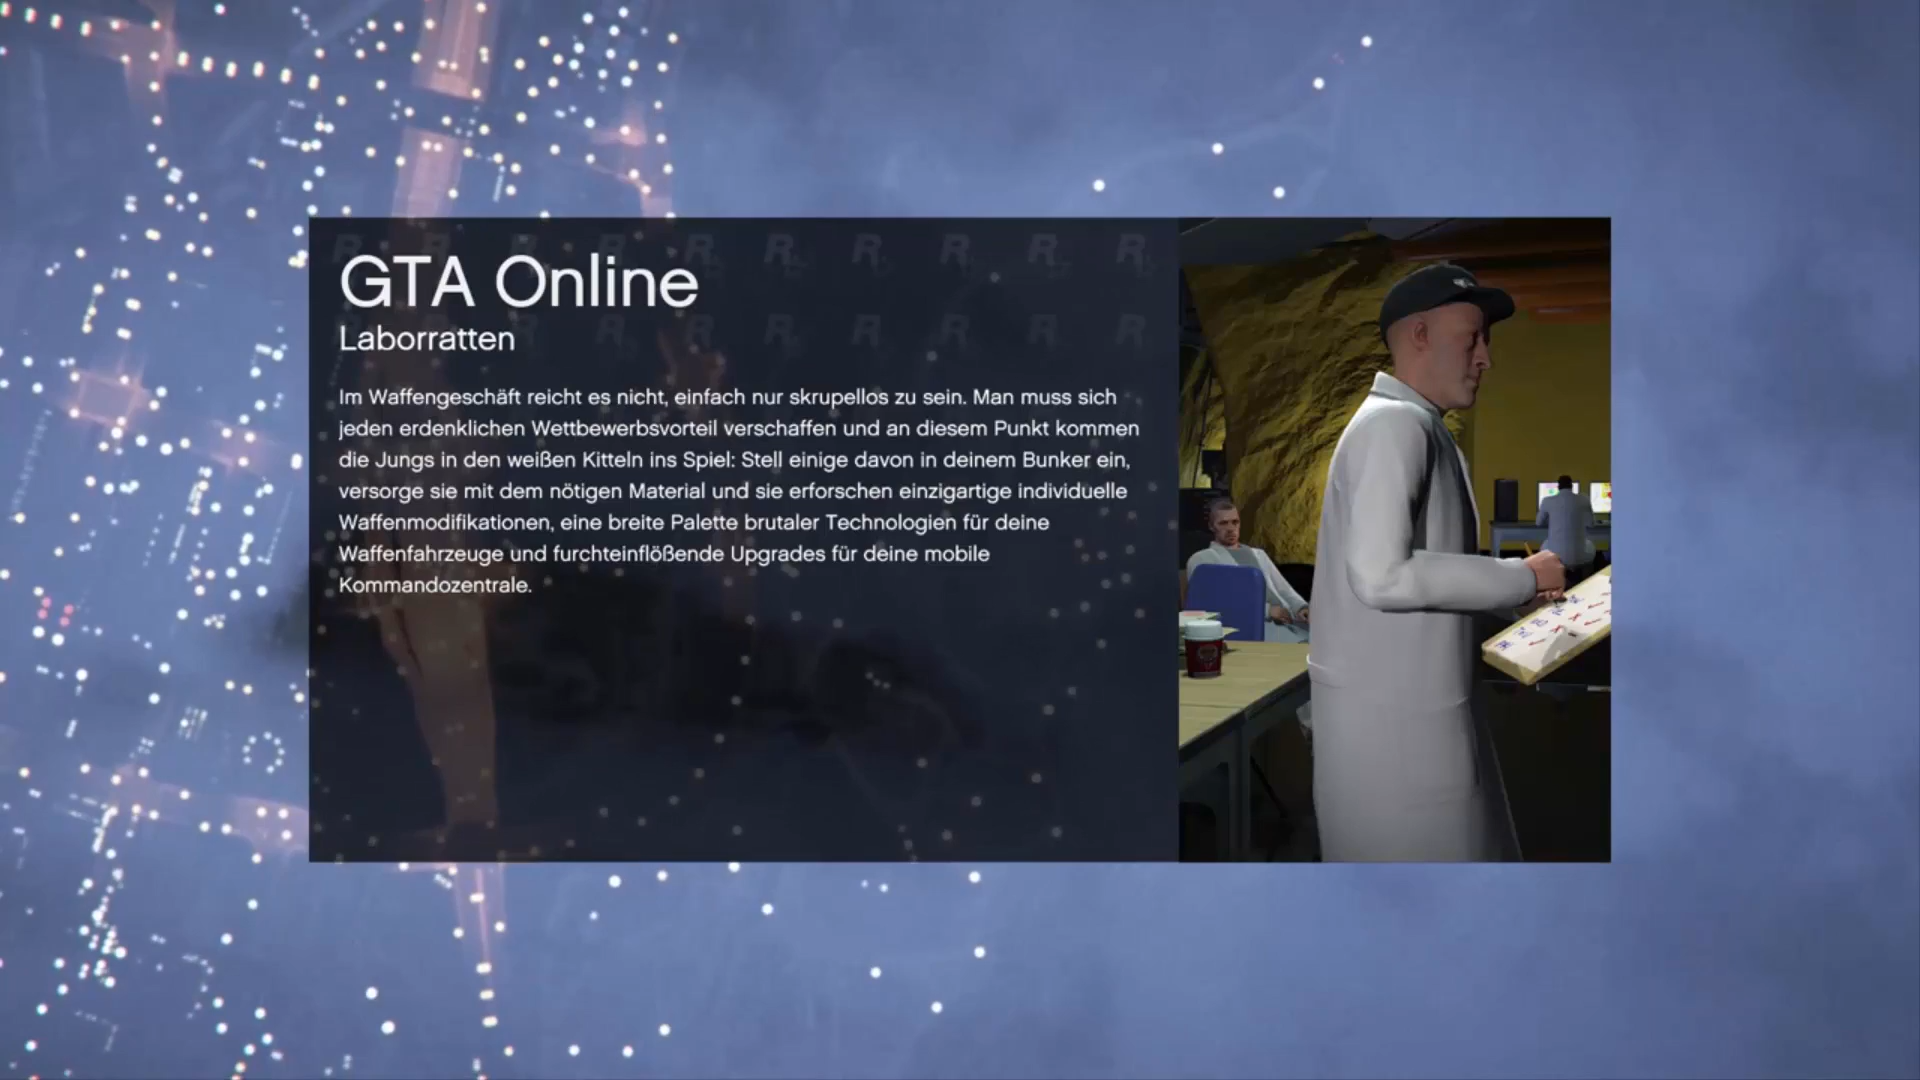 GTA Online
Laborratten
Im Waffengeschäft reicht es nicht, einfach nur skrupellos zu sein. Man muss sich
jeden erdenklichen Wettbewerbsvorteil verschaffen und an diesem Punkt kommen
die Jungs in den weißen Kitteln ins Spiel: Stell einige davon in deinem Bunker ein,
versorge sie mit dem nötigen Material und sie erforschen einzigartige individuelle
Waffenmodifikationen, eine breite Palette brutaler Technologien für deine
Waffenfahrzeuge und furchteinflößende Upgrades für deine mobile
Kommandozentrale.